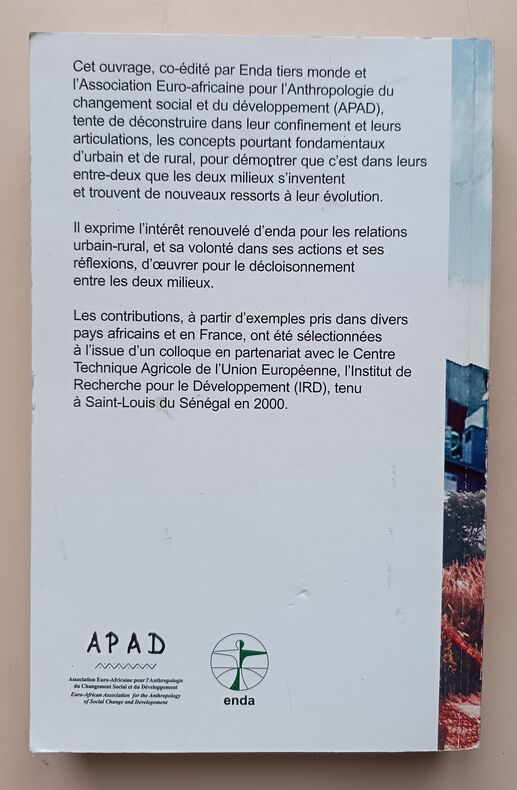 Cet ouvrage, co-édité par Enda tiers monde et
l'Association Euro-africaine pour l'Anthropologie du
changement social et du développement (APAD),
tente de déconstruire dans leur confinement et leurs
articulations, les concepts pourtant fondamentaux
d'urbain et de rural, pour démontrer que c'est dans leurs
entre-deux que les deux milieux s'inventent
et trouvent de nouveaux ressorts à leur évolution.
Il exprime l'intérêt renouvelé d'enda pour les relations
urbain-rural, et sa volonté dans ses actions et ses
réflexions, d'œuvrer pour le décloisonnement
entre les deux milieux.
Les contributions, à partir d'exemples pris dans divers
pays africains et en France, ont été sélectionnées
à l'issue d'un colloque en partenariat avec le Centre
Technique Agricole de l'Union Européenne, l'Institut de
Recherche pour le Développement (IRD), tenu
à Saint-Louis du Sénégal en 2000.
APAD
Association Euro-Africaine pour l'Anthropologie
du Changement Social et du Développement
Euro-African Association for the Anthropology
of Social Change and Development
enda